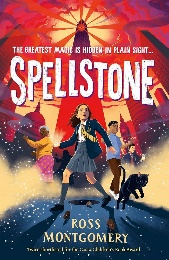 THE GREATEST MAGIC IS HIDDEN IN PLAIN SIGHT...
SPELLSTONE
ROSS
MONTGOMERY